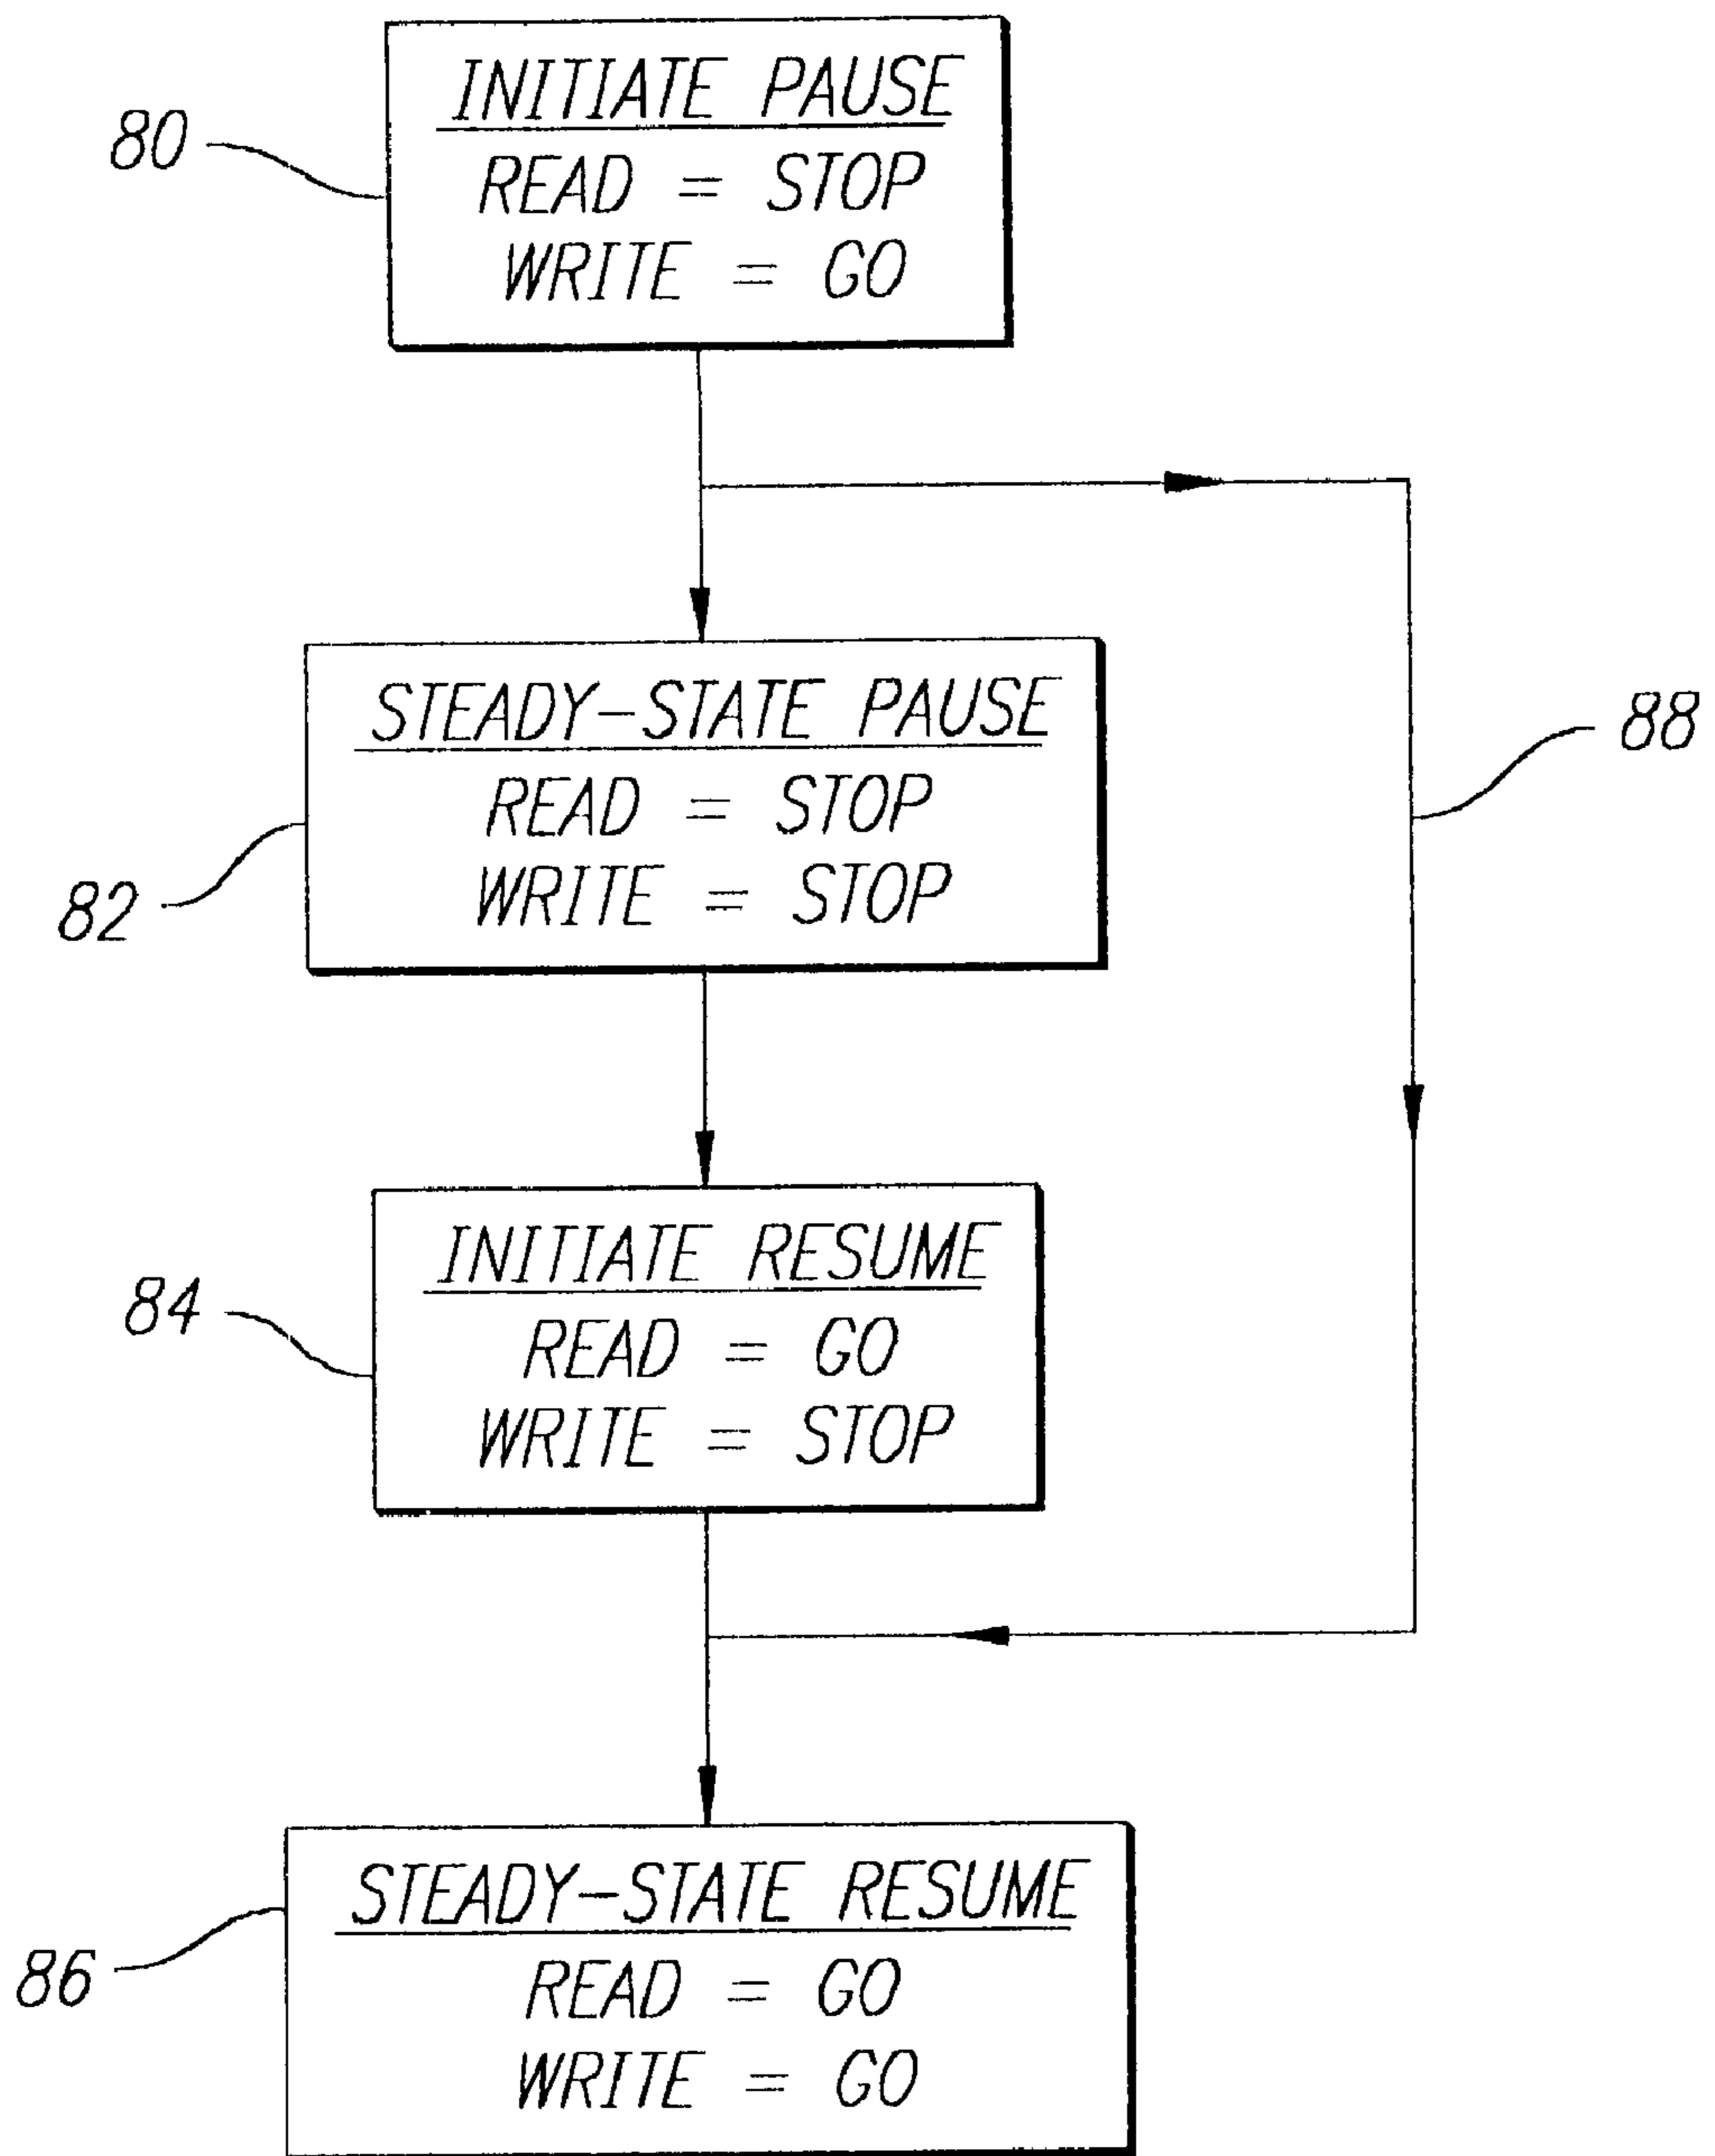 INITIATE PAUSE
80
READ = STOP
WRITE = GO
STEADY-STATE PAUSE
88
READ = STOP
82
WRITE = STOP
INITIATE RESUME
84
READ = GO
WRITE = STOP
STEADY-STATE RESUME
86
READ = GO
WRITE = GO